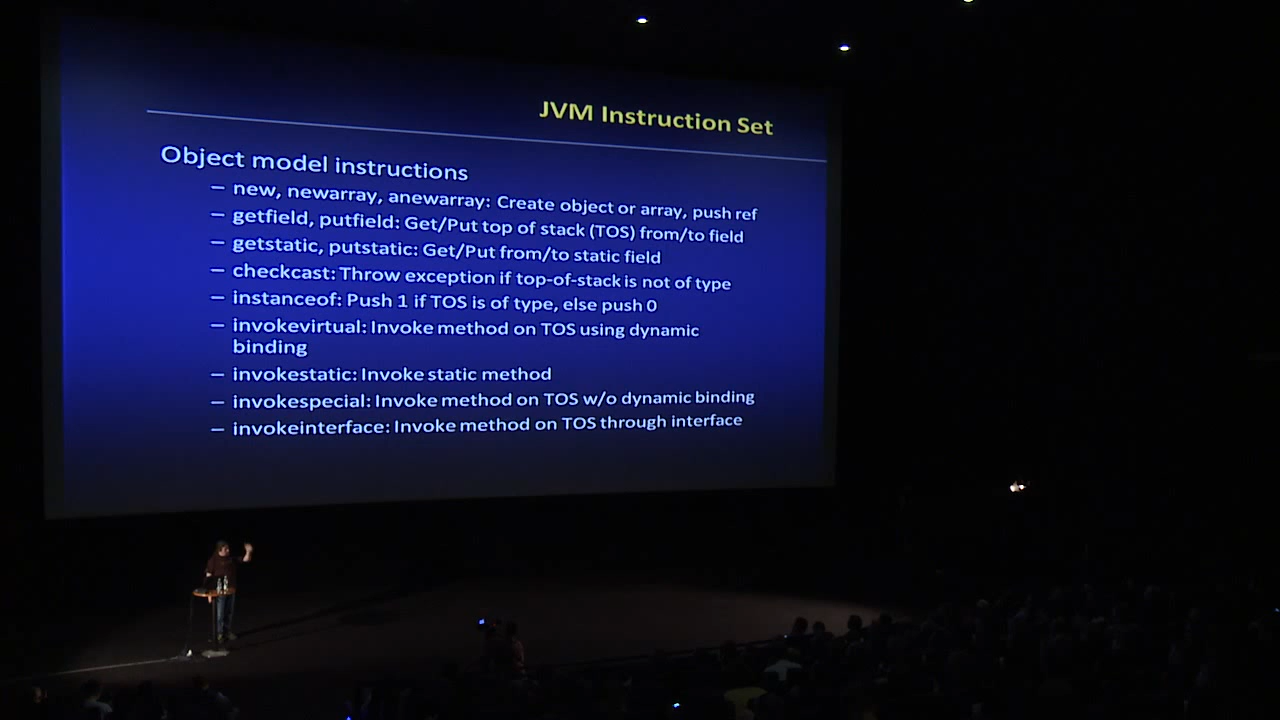 JVM Instruction Set
Object model instructions
– new, newarray, anewarray: Create object or array, push ref
– getfield, putfield: Get/Put top of stack (TOS) from/to field
– getstatic, putstatic: Get/Put from/to static field
– checkcast: Throw exception if top-of-stack is not of type
– instanceof: Push 1 if TOS is of type, else push 0
– invokevirtual: Invoke method on TOS using dynamic
binding
– invokestatic: Invoke static method
– invokespecial: Invoke method on TOS w/o dynamic binding
– invokeinterface: Invoke method on TOS through interface